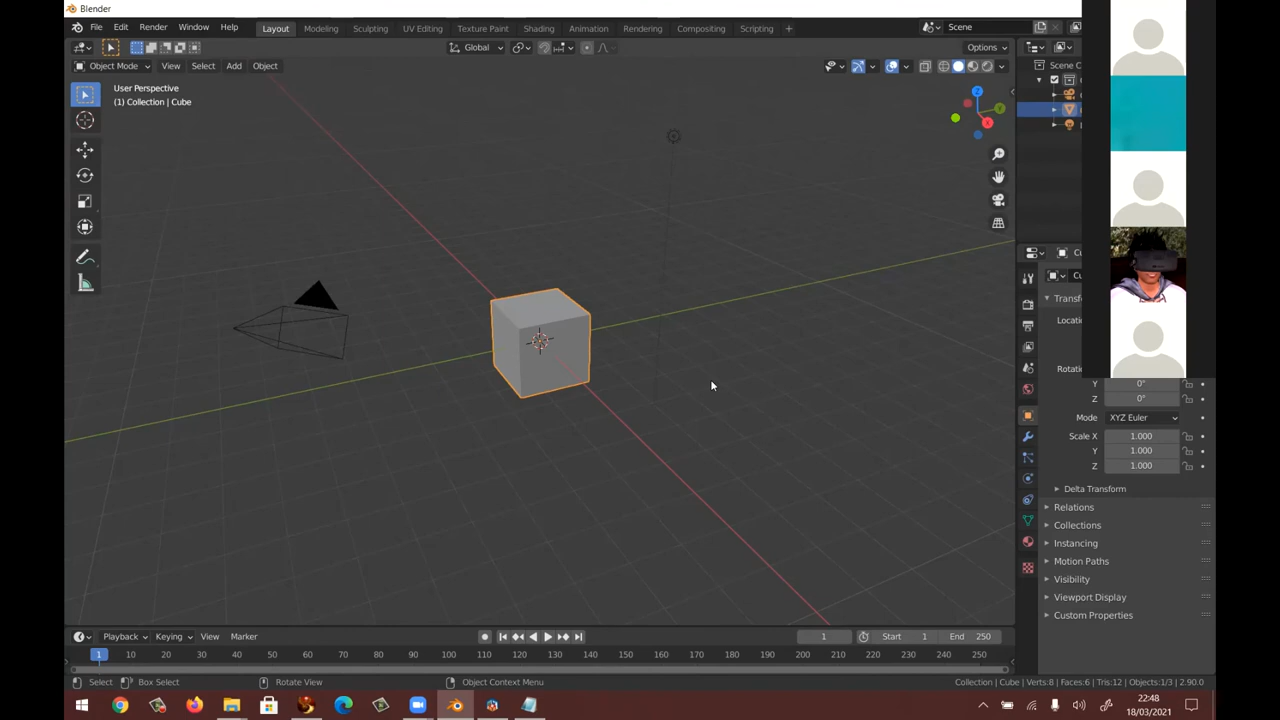 Blender
File Edit Render Window Help Layout Modeling Sculpting UV Editing Texture Paint Shading Animation Rendering Compositing Scripting + Scene
Global Options
Object Mode View Select Add Object
Scene C
User Perspective
(1) Collection | Cube
Z
Y
X
Cu
Cu
Transf
Locatio
Rotatio
Y 0°
Z 0°
Mode XYZ Euler
Scale X 1.000
Y 1.000
Z 1.000
Delta Transform
Relations
Collections
Instancing
Motion Paths
Visibility
Viewport Display
Custom Properties
Playback Keying View Marker 1 Start 1 End 250
1 10 20 30 40 50 60 70 80 90 100 110 120 130 140 150 160 170 180 190 200 210 220 230 240 250
Select Box Select Rotate View Object Context Menu Collection | Cube | Verts:8 | Faces:6 | Tris:12 | Objects:1/3 | 2.90.0
22:48
18/03/2021